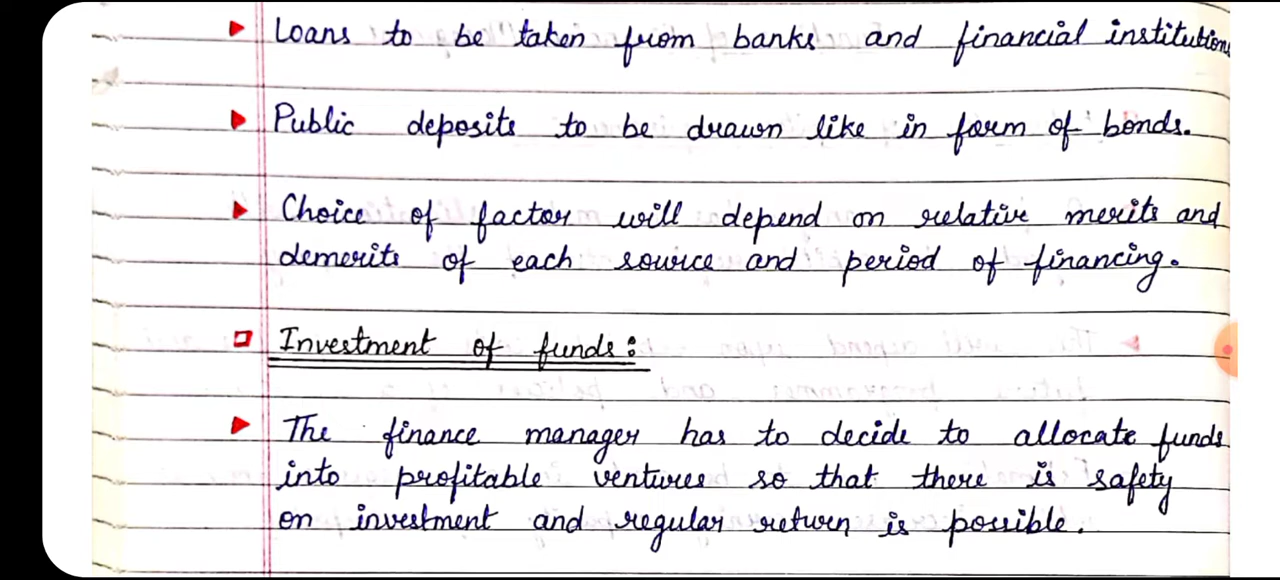 Loans to be taken from banks and financial institutions
Public deposits to be drawn like in form of bonds.
Choice of factor will depend on relative merits and
demerits of each source and period of financing.
Investment of funds:
The finance manager has to decide to allocate funds
into profitable ventures so that there is safety
on investment and regular return is possible.